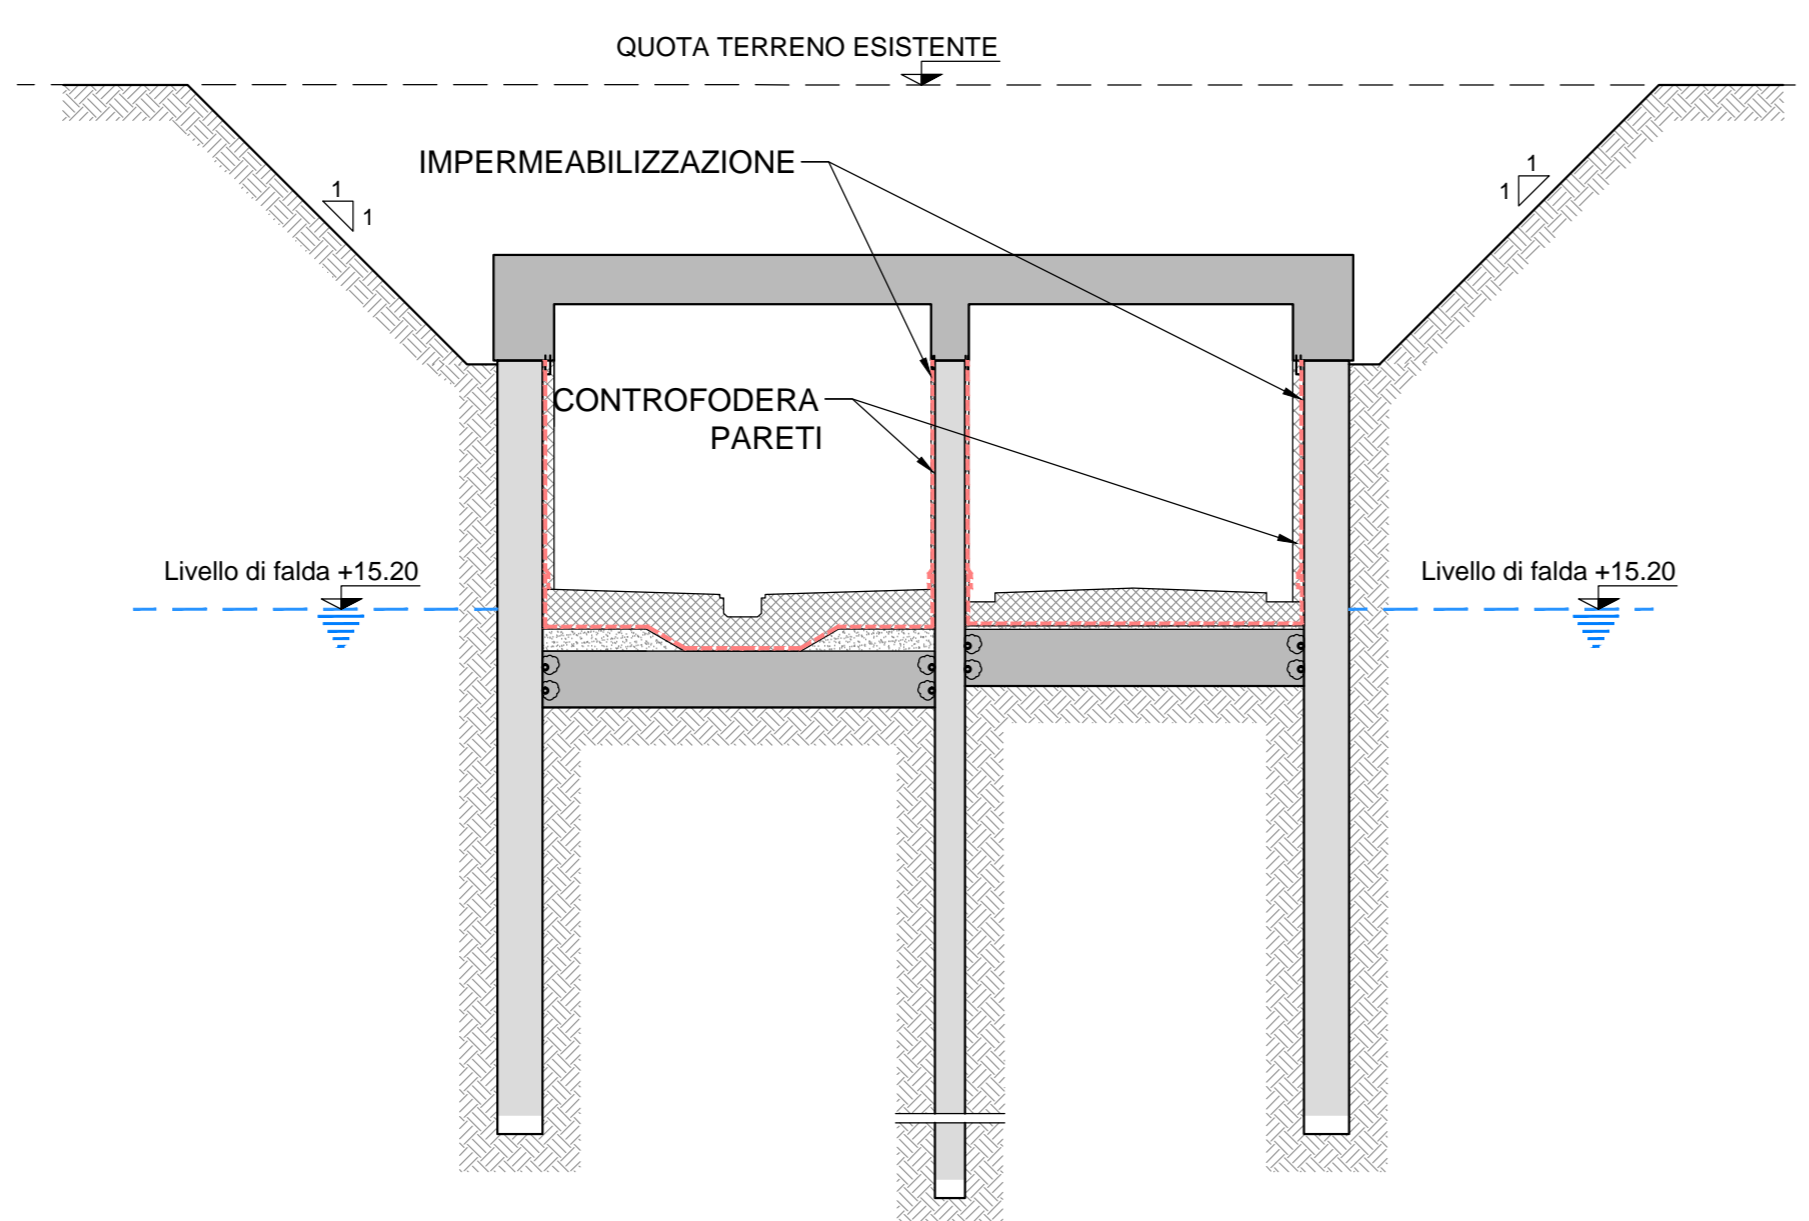 QUOTA TERRENO ESISTENTE
IMPERMEABILIZZAZIONE
1
1
1
1
CONTROFODERA
PARETI
Livello di falda +15.20
Livello di falda +15.20